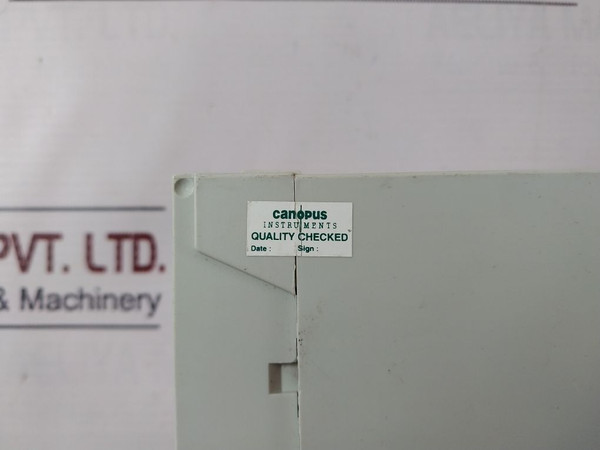 canopus
INSTRUMENTS
QUALITY CHECKED
Date : Sign :
PVT. LTD.
& Machinery